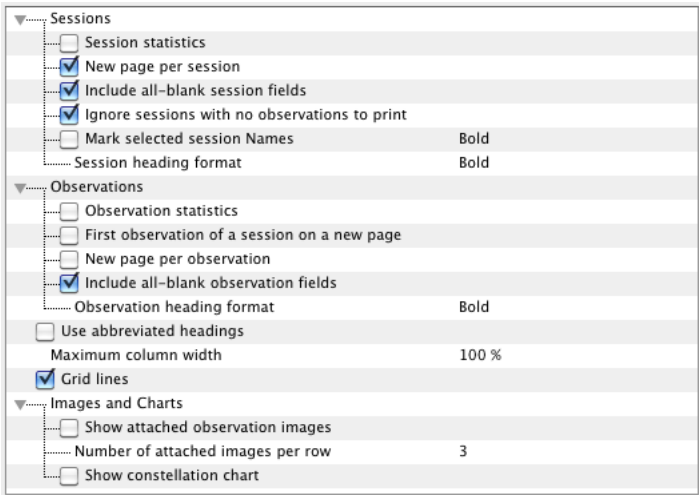 Sessions
Session statistics
New page per session
Include all-blank session fields
Ignore sessions with no observations to print
Mark selected session Names Bold
Session heading format Bold
Observations
Observation statistics
First observation of a session on a new page
New page per observation
Include all-blank observation fields
Observation heading format Bold
Use abbreviated headings
Maximum column width 100 %
Grid lines
Images and Charts
Show attached observation images
Number of attached images per row 3
Show constellation chart